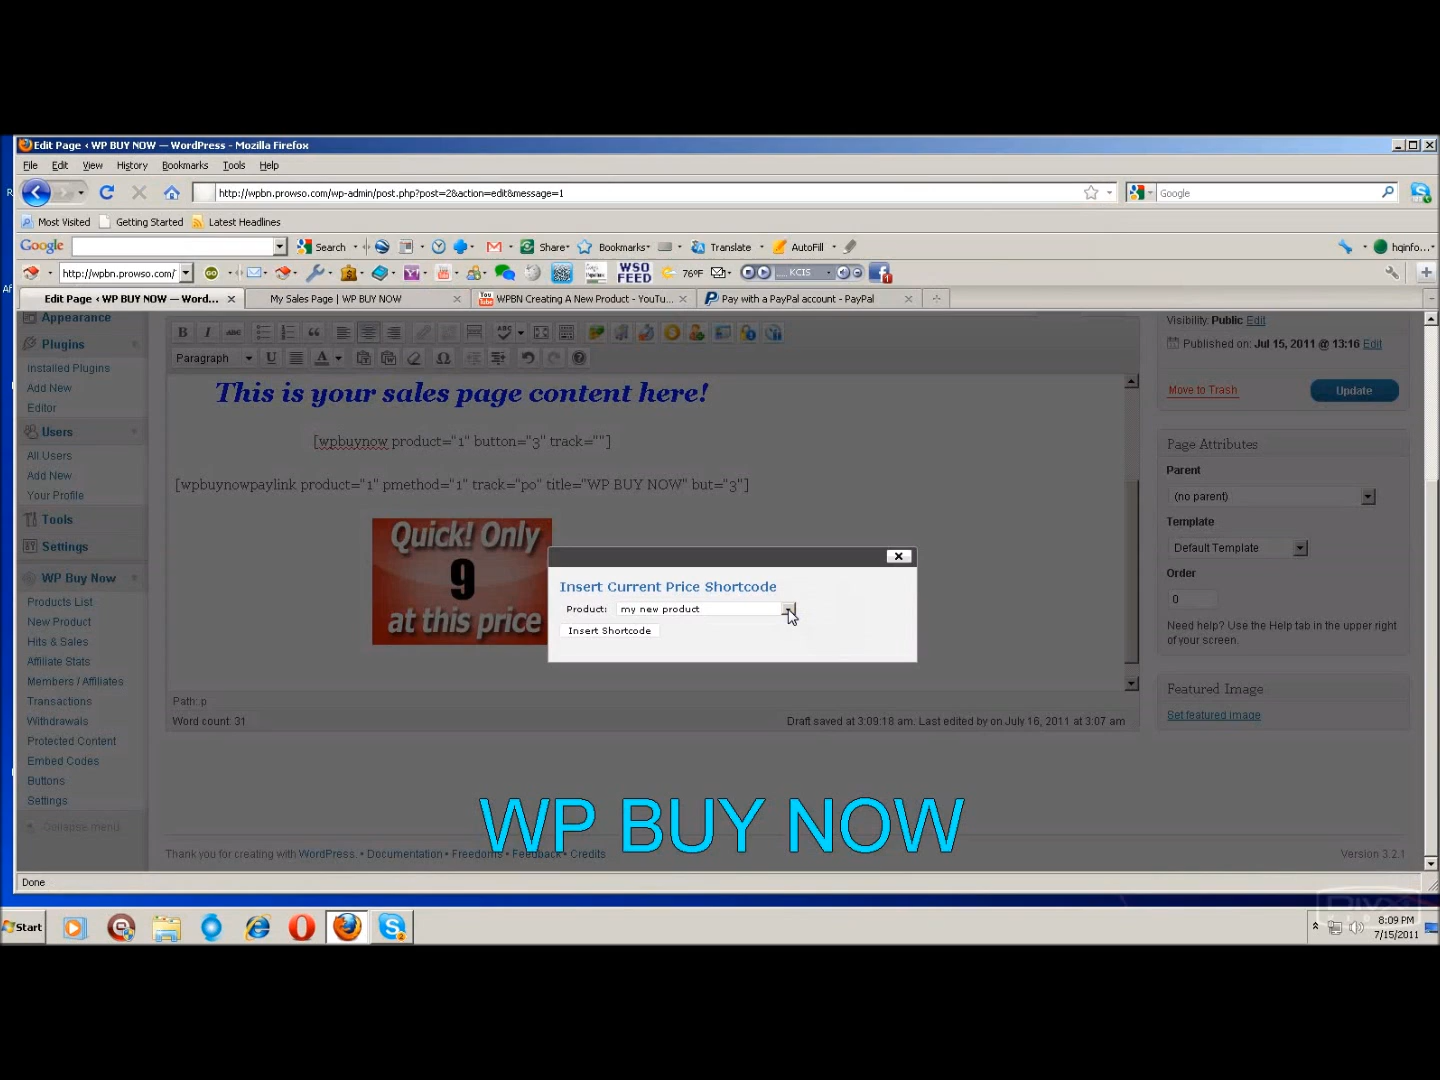 Edit Page ‹ WP BUY NOW — WordPress - Mozilla Firefox
File Edit View History Bookmarks Tools Help
http://wpbn.prowso.com/wp-admin/post.php?post=2&action=edit&message=1
Google
Most Visited Getting Started Latest Headlines
Google Search Share Bookmarks Translate AutoFill hqinfo...
http://wpbn.prowso.com/ WSO FEED 76°F KCIS
Edit Page ‹ WP BUY NOW — Word... My Sales Page | WP BUY NOW WPBN Creating A New Product - YouTu... Pay with a PayPal account - PayPal
Appearance
Plugins
Installed Plugins
Add New
Editor
Users
All Users
Add New
Your Profile
Tools
Settings
WP Buy Now
Products List
New Product
Hits & Sales
Affiliate Stats
Members / Affiliates
Transactions
Withdrawals
Protected Content
Embed Codes
Buttons
Settings
Collapse menu
Paragraph
This is your sales page content here!
[wpbuynow product="1" button="3" track=""]
[wpbuynowpaylink product="1" pmethod="1" track="po" title="WP BUY NOW" but="3"]
Quick! Only
9
at this price
Insert Current Price Shortcode
Product: my new product
Insert Shortcode
Path: p
Word count: 31
Draft saved at 3:09:18 am. Last edited by on July 16, 2011 at 3:07 am
Visibility: Public Edit
Published on: Jul 15, 2011 @ 13:16 Edit
Move to Trash Update
Page Attributes
Parent
(no parent)
Template
Default Template
Order
0
Need help? Use the Help tab in the upper right
of your screen.
Featured Image
Set featured image
WP BUY NOW
Thank you for creating with WordPress. • Documentation • Freedoms • Feedback • Credits
Version 3.2.1
Done
Start
8:09 PM
7/15/2011